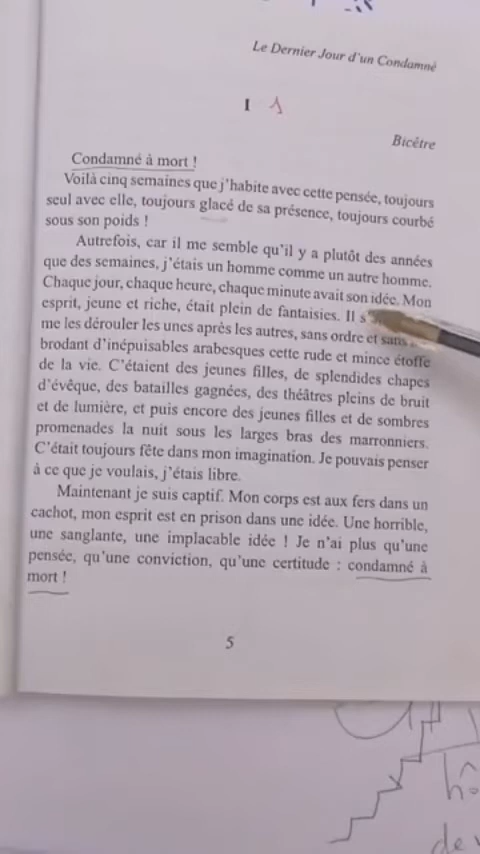 Le Dernier Jour d'un Condamné
I
Bicêtre
Condamné à mort !
Voilà cinq semaines que j'habite avec cette pensée, toujours
seul avec elle, toujours glacé de sa présence, toujours courbé
sous son poids !
Autrefois, car il me semble qu'il y a plutôt des années
que des semaines, j'étais un homme comme un autre homme.
Chaque jour, chaque heure, chaque minute avait son idée. Mon
esprit, jeune et riche, était plein de fantaisies. Il
me les dérouler les unes après les autres, sans ordre et sans
brodant d'inépuisables arabesques cette rude et mince étoffe
de la vie. C'étaient des jeunes filles, de splendides chapes
d'évêque, des batailles gagnées, des théâtres pleins de bruit
et de lumière, et puis encore des jeunes filles et de sombres
promenades la nuit sous les larges bras des marronniers.
C'était toujours fête dans mon imagination. Je pouvais penser
à ce que je voulais, j'étais libre.
Maintenant je suis captif. Mon corps est aux fers dans un
cachot, mon esprit est en prison dans une idée. Une horrible,
une sanglante, une implacable idée ! Je n'ai plus qu'une
pensée, qu'une conviction, qu'une certitude : condamné à
mort !
5